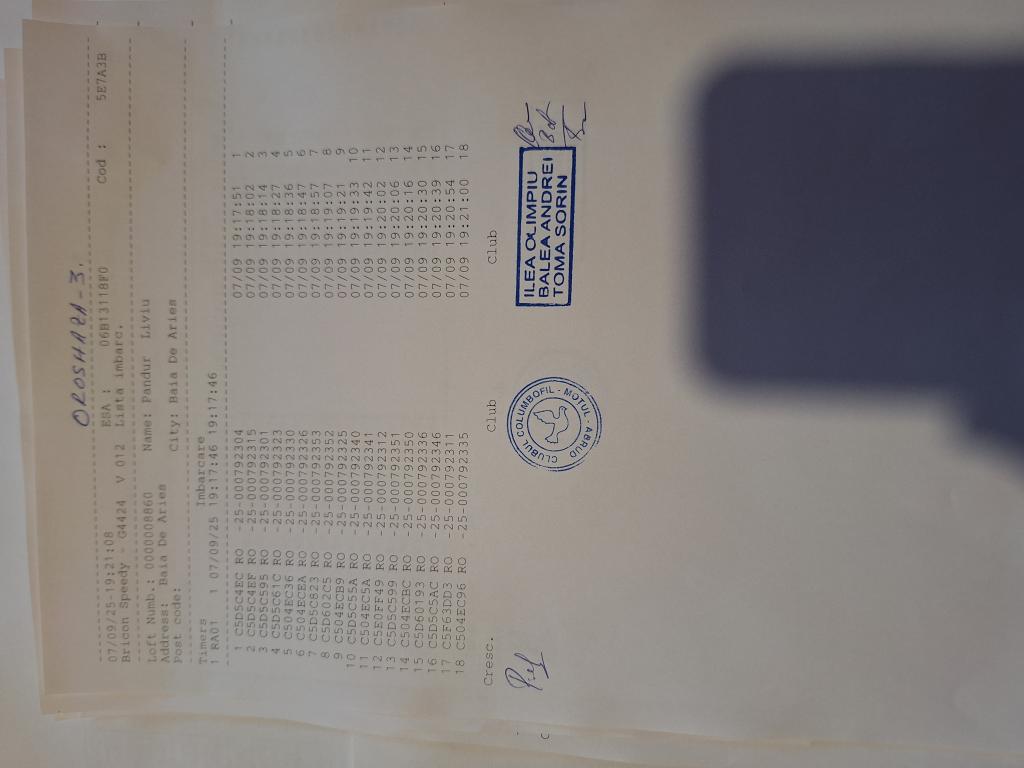 OROSHAZA-3.
07/09/25-19:21:08 ESA : 06B13118F0 Cod : 5E7A3B
Bricon Speedy - G4424 V 012 Lista imbarc.
Loft Numb.: 0000008860 Name: Pandur Liviu
Address: Baia De Aries City: Baia De Aries
Post code:
Timers Imbarcare
1 RA01 1 07/09/25 19:17:46 19:17:46
1 C5D5C4EC RO -25-000792304 07/09 19:17:51 1
2 C5D5C4EF RO -25-000792315 07/09 19:18:02 2
3 C5D5C595 RO -25-000792301 07/09 19:18:14 3
4 C5D5C61C RO -25-000792323 07/09 19:18:27 4
5 C504EC36 RO -25-000792330 07/09 19:18:36 5
6 C504ECEA RO -25-000792326 07/09 19:18:47 6
7 C5D5C823 RO -25-000792353 07/09 19:18:57 7
8 C5D602C5 RO -25-000792352 07/09 19:19:07 8
9 C504ECB9 RO -25-000792325 07/09 19:19:21 9
10 C5D5C55A RO -25-000792340 07/09 19:19:33 10
11 C504EC5A RO -25-000792341 07/09 19:19:42 11
12 C5E0FF49 RO -25-000792312 07/09 19:20:02 12
13 C5D5CE99 RO -25-000792351 07/09 19:20:06 13
14 C504ECBC RO -25-000792350 07/09 19:20:16 14
15 C5D60193 RO -25-000792336 07/09 19:20:30 15
16 C5D5C5AC RO -25-000792346 07/09 19:20:39 16
17 C5F63DD3 RO -25-000792311 07/09 19:20:54 17
18 C504EC96 RO -25-000792335 07/09 19:21:00 18
Cresc. Club Club
CLUBUL COLUMBOFIL - MOTUL - ABRUD
ILEA OLIMPIU
BALEA ANDREI
TOMA SORIN